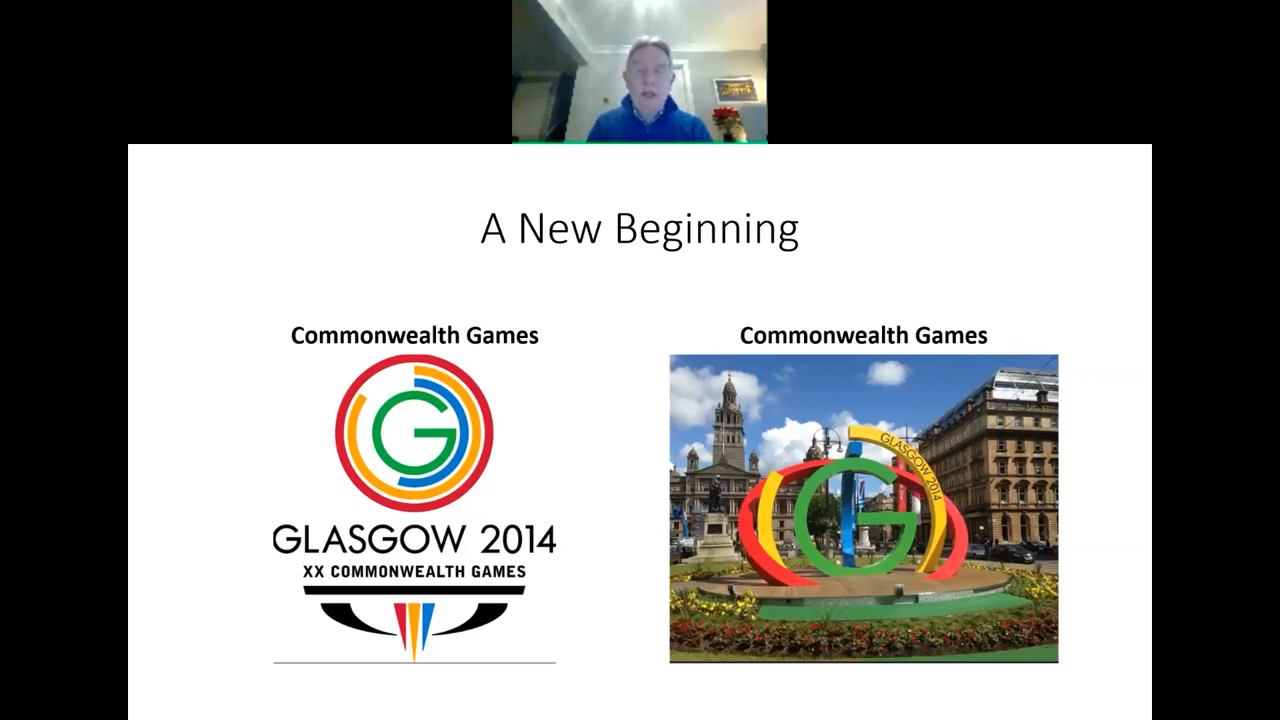 A New Beginning
Commonwealth Games
Commonwealth Games
G
GLASGOW 2014
XX COMMONWEALTH GAMES
G
GLASGOW 2014